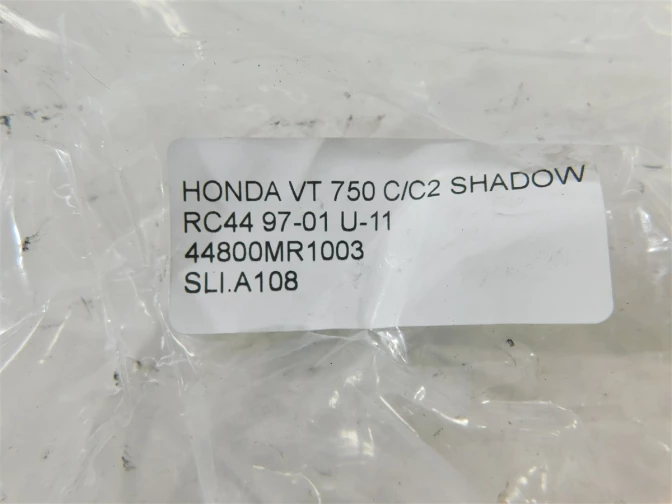 HONDA VT 750 C/C2 SHADOW
RC44 97-01 U-11
44800MR1003
SLI.A108